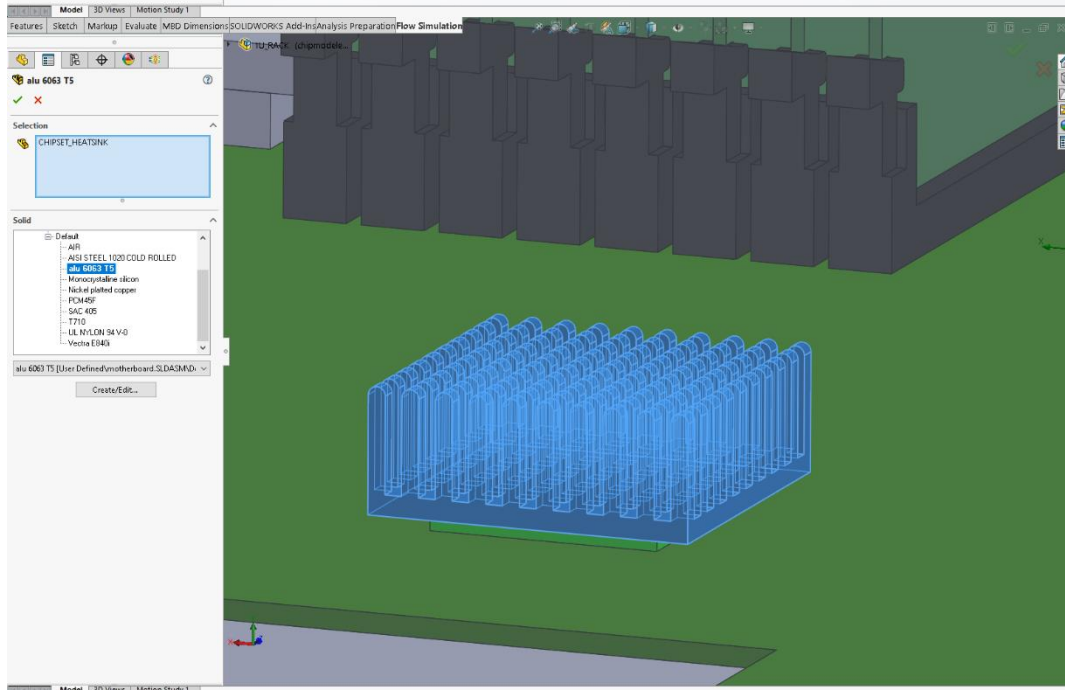 Model 3D Views Motion Study 1
Features Sketch Markup Evaluate MBD Dimensions SOLIDWORKS Add-Ins Analysis Preparation Flow Simulation
1U_RACK (chipmodele...
alu 6063 T5
Selection
CHIPSET_HEATSINK
Solid
Default
AIR
AISI STEEL 1020 COLD ROLLED
alu 6063 T5
Monocrystalline silicon
Nickel platted copper
PCM45F
SAC 405
T710
UL NYLON 94 V-0
Vectra E840i
alu 6063 T5 [User Defined\motherboard.SLDASM\D
Create/Edit...
X
X
Model 3D Views Motion Study 1